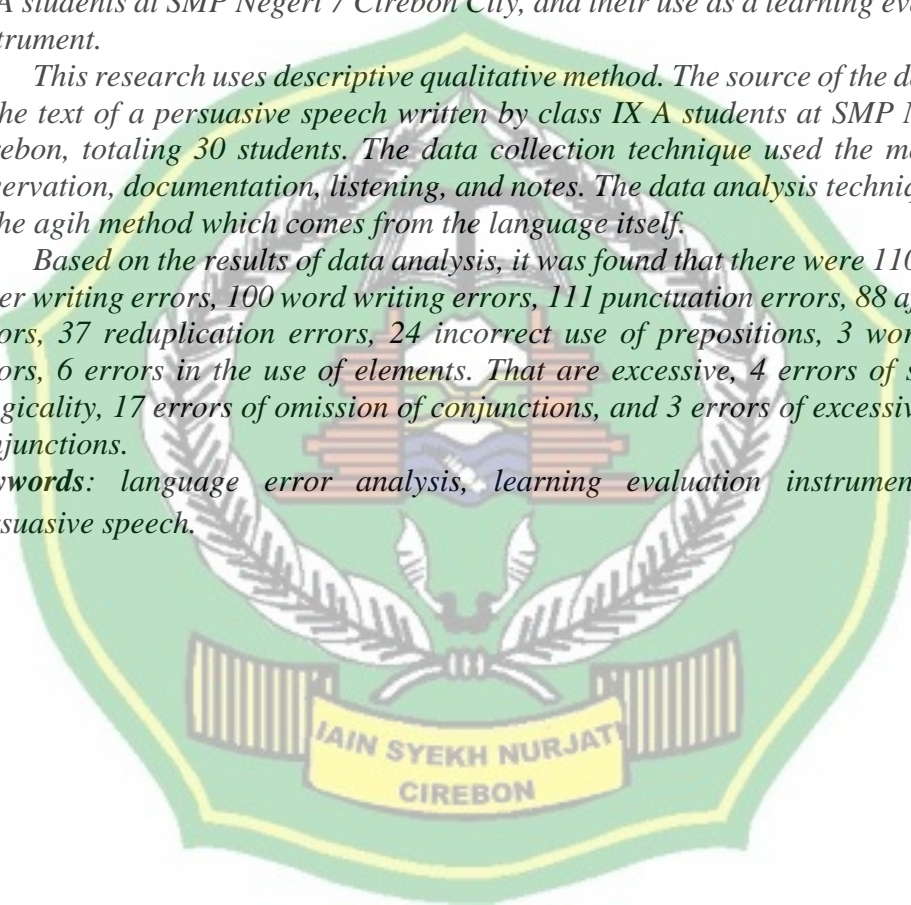 A students at SMP Negeri 7 Cirebon City, and their use as a learning eva
trument.
This research uses descriptive qualitative method. The source of the da
he text of a persuasive speech written by class IX A students at SMP N
rebon, totaling 30 students. The data collection technique used the m
ervation, documentation, listening, and notes. The data analysis techniq
he agih method which comes from the language itself.
Based on the results of data analysis, it was found that there were 110
er writing errors, 100 word writing errors, 111 punctuation errors, 88 af
ors, 37 reduplication errors, 24 incorrect use of prepositions, 3 wor
ors, 6 errors in the use of elements. That are excessive, 4 errors of s
gicality, 17 errors of omission of conjunctions, and 3 errors of excessiv
njunctions.
ywords: language error analysis, learning evaluation instrumen
suasive speech.
IAIN SYEKH NURJATI
CIREBON